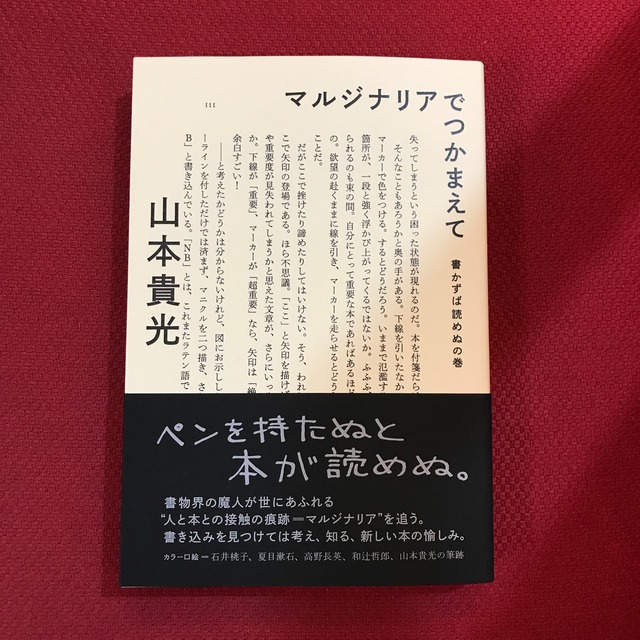 マルジナリアでつかまえて
書かずば読めぬの巻
山本貴光
III
失ってしまうという困った状態が現れるのだ。本を付箋だら
そんなこともあろうかと奥の手がある。下線を引いたなか
マーカーで色をつける。するとどうだろう。いままで氾濫す
箇所が、一段と強く浮かび上がってくるではないか。ふふふ、
られるのも束の間。自分にとって重要な本であればあるほど
の。欲望の赴くままに線を引き、マーカーを走らせるとどう
ことだ。
だがここで挫けたり諦めたりしてはいけない。そう、われ
こで矢印の登場である。ほら不思議。「ここ」と矢印を描けば
や重要度が見失われてしまうかと思えた文章が、さらにいっ
か。下線が「重要」、マーカーが「超重要」なら、矢印は「絶
余白すごい!
――と考えたかどうかは分からないけれど、図にお示しし
ーラインを付しただけでは済まず、マニクルを二つ描き、さ
B」と書き込んでいる。「NB」とは、これまたラテン語で
ペンを持たぬと
本が読めぬ。
書物界の魔人が世にあふれる
“人と本との接触の痕跡＝マルジナリア”を追う。
書き込みを見つけては考え、知る、新しい本の愉しみ。
カラー口絵＝石井桃子、夏目漱石、高野長英、和辻哲郎、山本貴光の筆跡